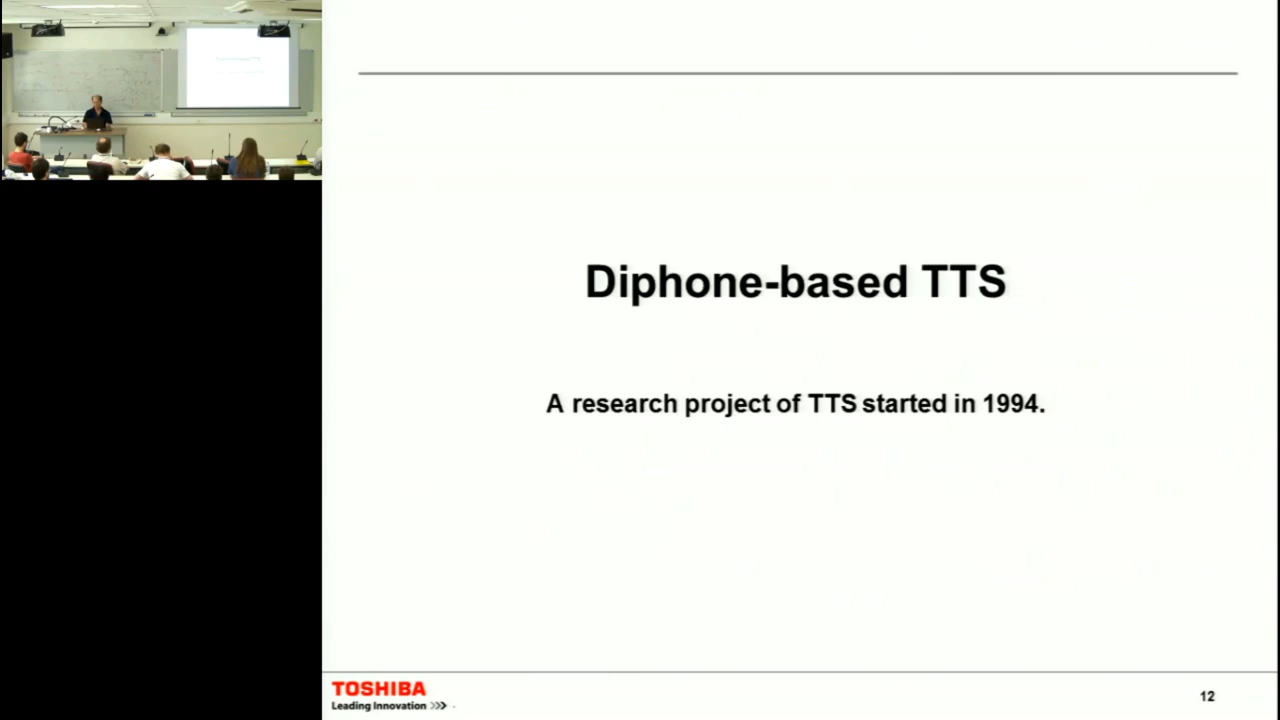 Diphone-based TTS
A research project of TTS started in 1994.
TOSHIBA
Leading Innovation >>>
12